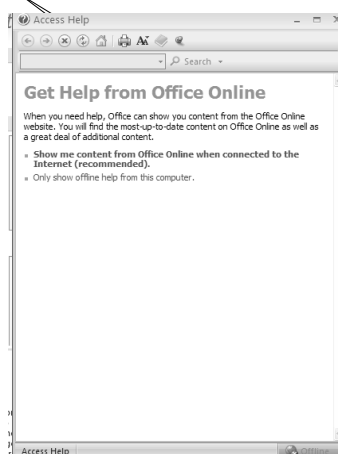 Access Help
Search
Get Help from Office Online
When you need help, Office can show you content from the Office Online
website. You will find the most-up-to-date content on Office Online as well as
a great deal of additional content.
Show me content from Office Online when connected to the
Internet (recommended).
Only show offline help from this computer.
Access Help
Offline